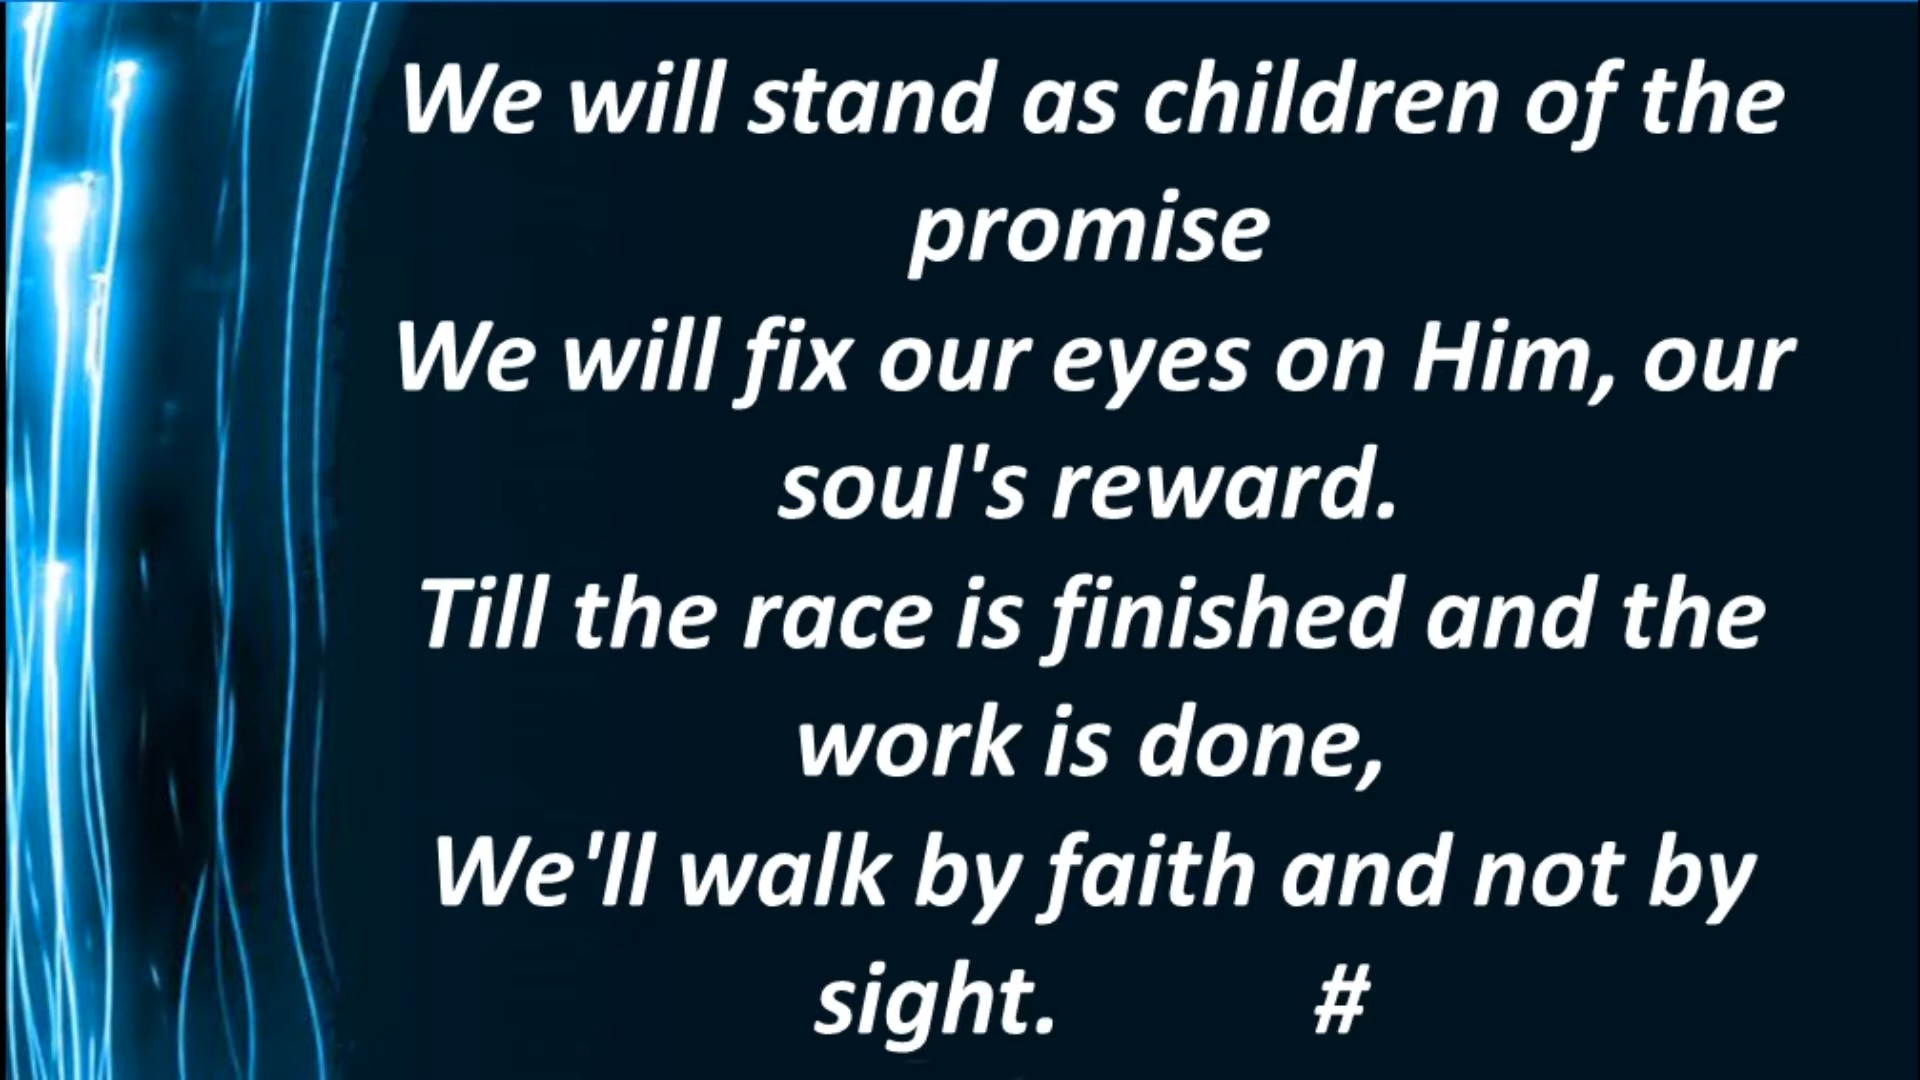 We will stand as children of the
promise
We will fix our eyes on Him, our
soul's reward.
Till the race is finished and the
work is done,
We'll walk by faith and not by
sight. #